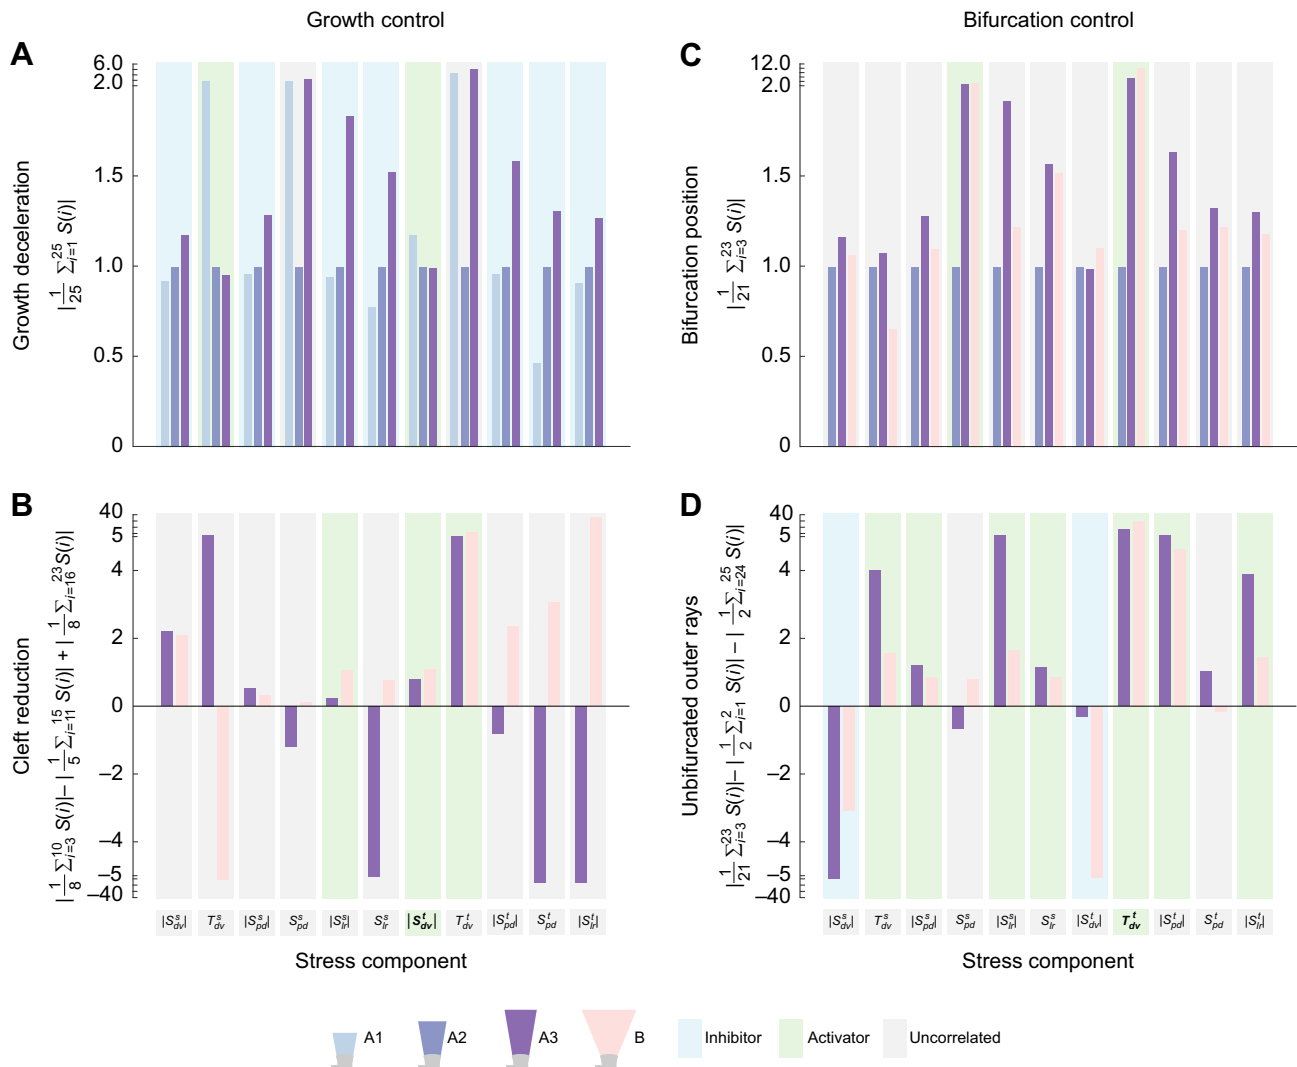 Growth control
Bifurcation control
A
Growth deceleration
|1/25 Σ_{i=1}^{25} S(i)|
6.0
2.0
1.5
1.0
0.5
0
C
Bifurcation position
|1/21 Σ_{i=3}^{23} S(i)|
12.0
2.0
1.5
1.0
0.5
0
B
Cleft reduction
|1/8 Σ_{i=3}^{10} S(i)|–|1/5 Σ_{i=11}^{15} S(i)| + |1/8 Σ_{i=16}^{23} S(i)|
40
5
4
2
0
–2
–4
–5
–40
|S^s_dv| T^s_dv |S^s_pd| S^s_pd |S^s_lr| S^s_lr |S^t_dv| T^t_dv |S^t_pd| S^t_pd |S^t_lr|
Stress component
D
Unbifurcated outer rays
|1/21 Σ_{i=3}^{23} S(i)|–|1/2 Σ_{i=1}^{2} S(i)| – |1/2 Σ_{i=24}^{25} S(i)|
40
5
4
2
0
–2
–4
–5
–40
|S^s_dv| T^s_dv |S^s_pd| S^s_pd |S^s_lr| S^s_lr |S^t_dv| T^t_dv |S^t_pd| S^t_pd |S^t_lr|
Stress component
A1 A2 A3 B Inhibitor Activator Uncorrelated